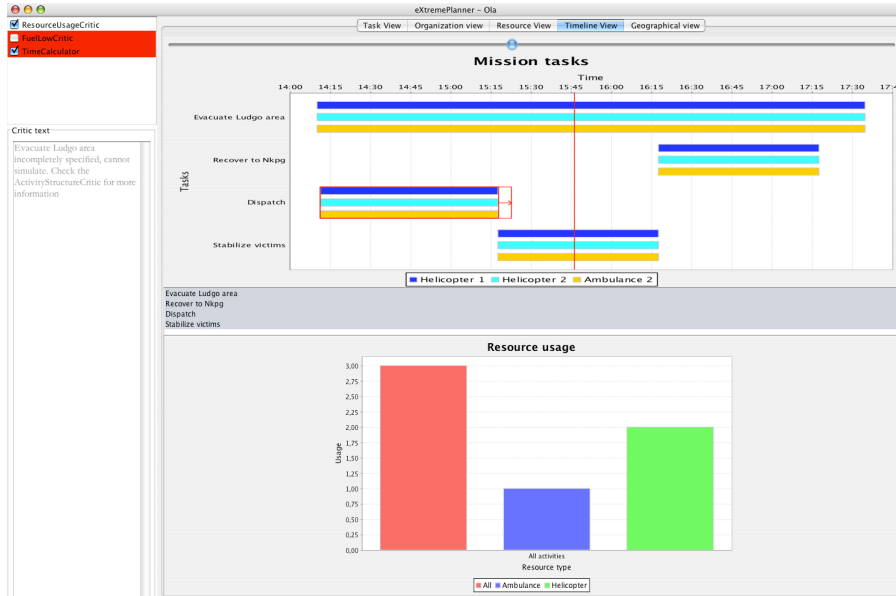 eXtremePlanner – Ola
ResourceUsageCritic
FuelLowCritic
TimeCalculator
Task View Organization view Resource View Timeline View Geographical view
Critic text
Evacuate Ludgo area
incompletely specified, cannot
simulate. Check the
ActivityStructureCritic for more
information
Mission tasks
Time
14:00 14:15 14:30 14:45 15:00 15:15 15:30 15:45 16:00 16:15 16:30 16:45 17:00 17:15 17:30 17:4
Tasks
Evacuate Ludgo area
Recover to Nkpg
Dispatch
Stabilize victims
Helicopter 1 Helicopter 2 Ambulance 2
Evacuate Ludgo area
Recover to Nkpg
Dispatch
Stabilize victims
Resource usage
Usage
3,00
2,75
2,50
2,25
2,00
1,75
1,50
1,25
1,00
0,75
0,50
0,25
0,00
All activities
Resource type
All Ambulance Helicopter